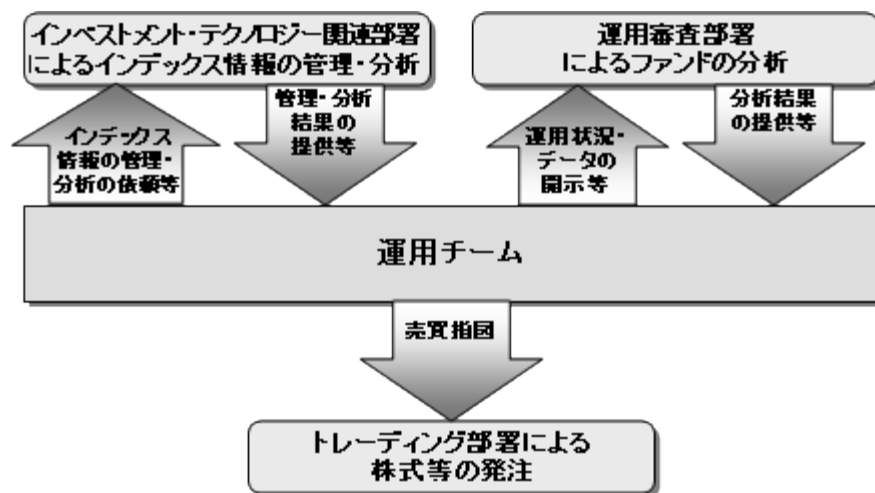 インベストメント・テクノロジー関連部署
によるインデックス情報の管理・分析
運用審査部署
によるファンドの分析
インデックス
情報の管理・
分析の依頼等
管理・分析
結果の
提供等
運用状況・
データの
開示等
分析結果
の提供等
運用チーム
売買指図
トレーディング部署による
株式等の発注